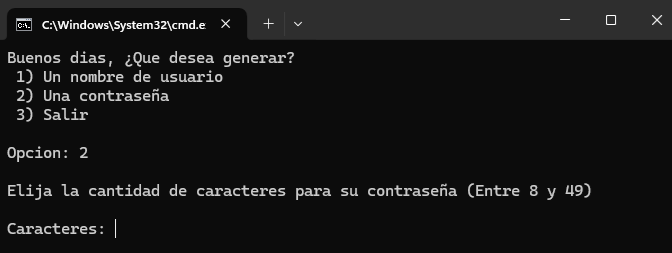 C:\Windows\System32\cmd.e
Buenos dias, ¿Que desea generar?
1) Un nombre de usuario
2) Una contraseña
3) Salir
Opcion: 2
Elija la cantidad de caracteres para su contraseña (Entre 8 y 49)
Caracteres: